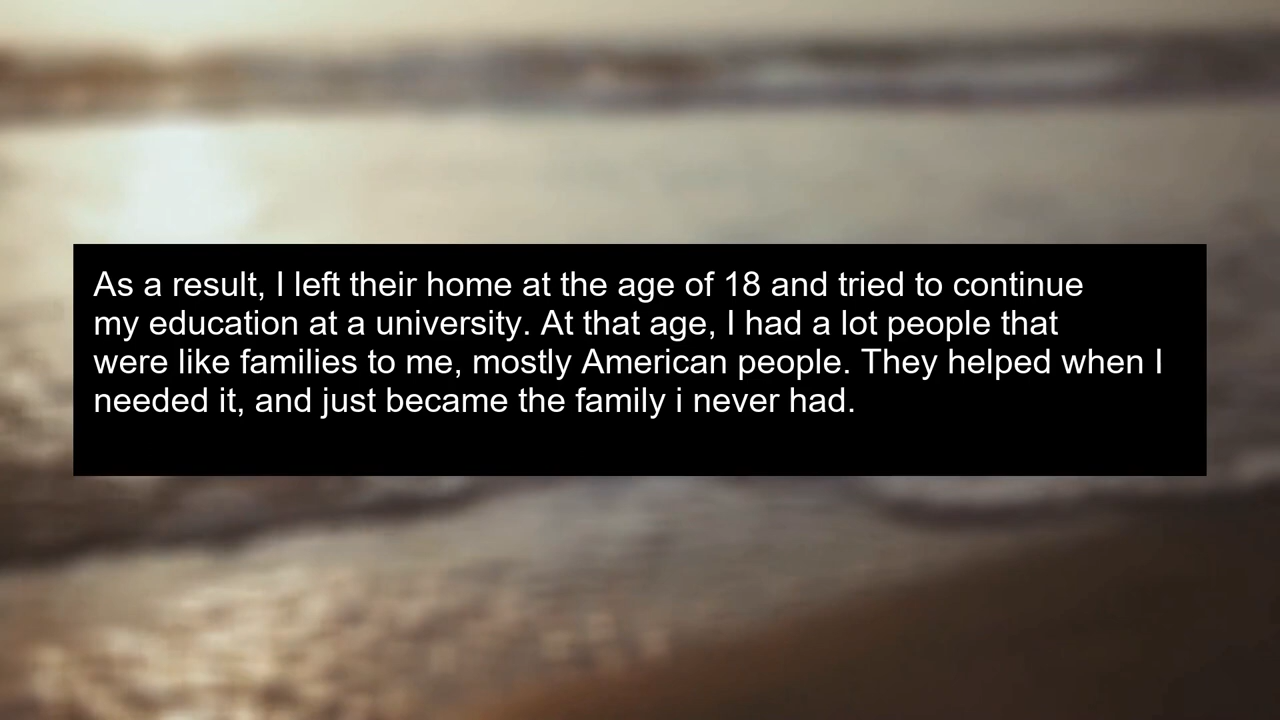 As a result, I left their home at the age of 18 and tried to continue
my education at a university. At that age, I had a lot people that
were like families to me, mostly American people. They helped when I
needed it, and just became the family i never had.